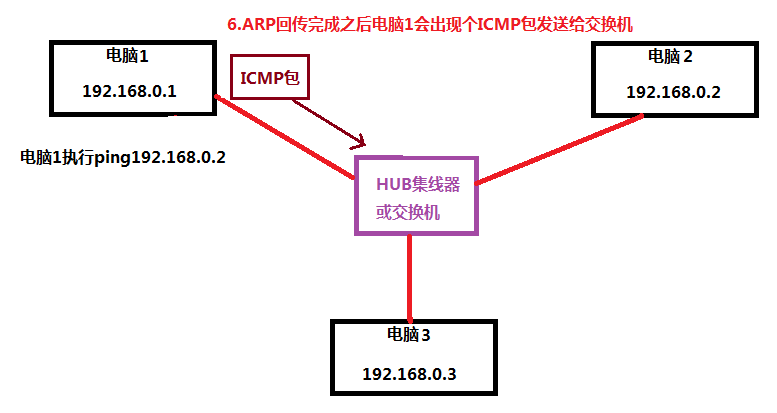 6.ARP回传完成之后电脑1会出现个ICMP包发送给交换机
电脑1
192.168.0.1
ICMP包
电脑2
192.168.0.2
电脑1执行ping192.168.0.2
HUB集线器
或交换机
电脑3
192.168.0.3